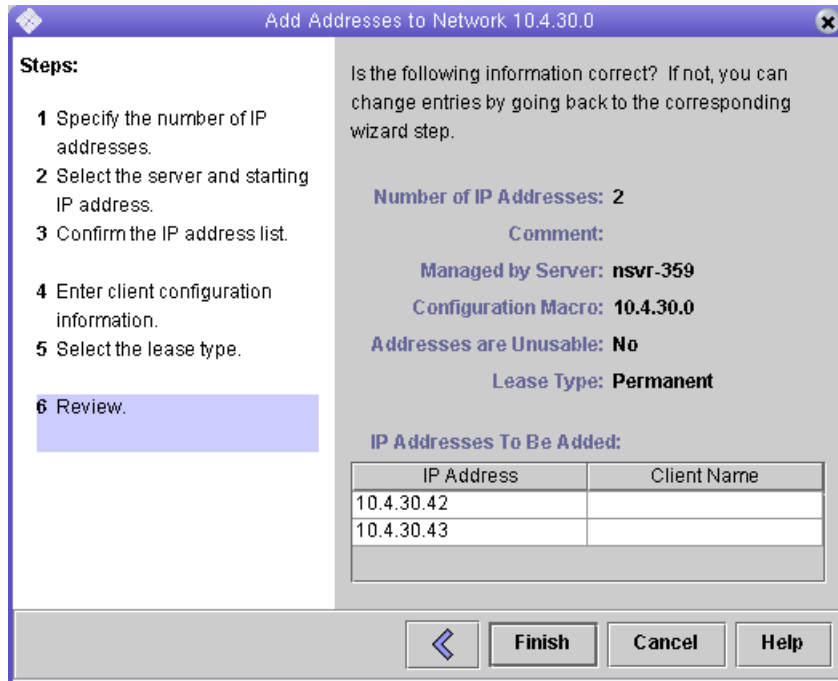 Add Addresses to Network 10.4.30.0
Steps:
1 Specify the number of IP
addresses.
2 Select the server and starting
IP address.
3 Confirm the IP address list.
4 Enter client configuration
information.
5 Select the lease type.
6 Review.
Is the following information correct? If not, you can
change entries by going back to the corresponding
wizard step.
Number of IP Addresses: 2
Comment:
Managed by Server: nsvr-359
Configuration Macro: 10.4.30.0
Addresses are Unusable: No
Lease Type: Permanent
IP Addresses To Be Added:
IP Address Client Name
10.4.30.42
10.4.30.43
Finish Cancel Help